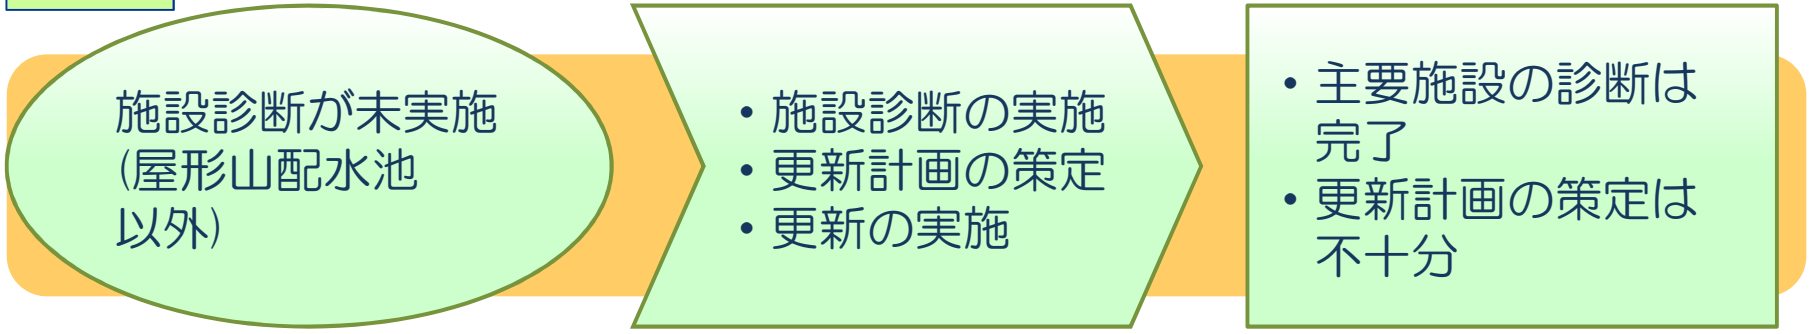 施設診断が未実施
(屋形山配水池
以外)
• 施設診断の実施
• 更新計画の策定
• 更新の実施
• 主要施設の診断は
完了
• 更新計画の策定は
不十分